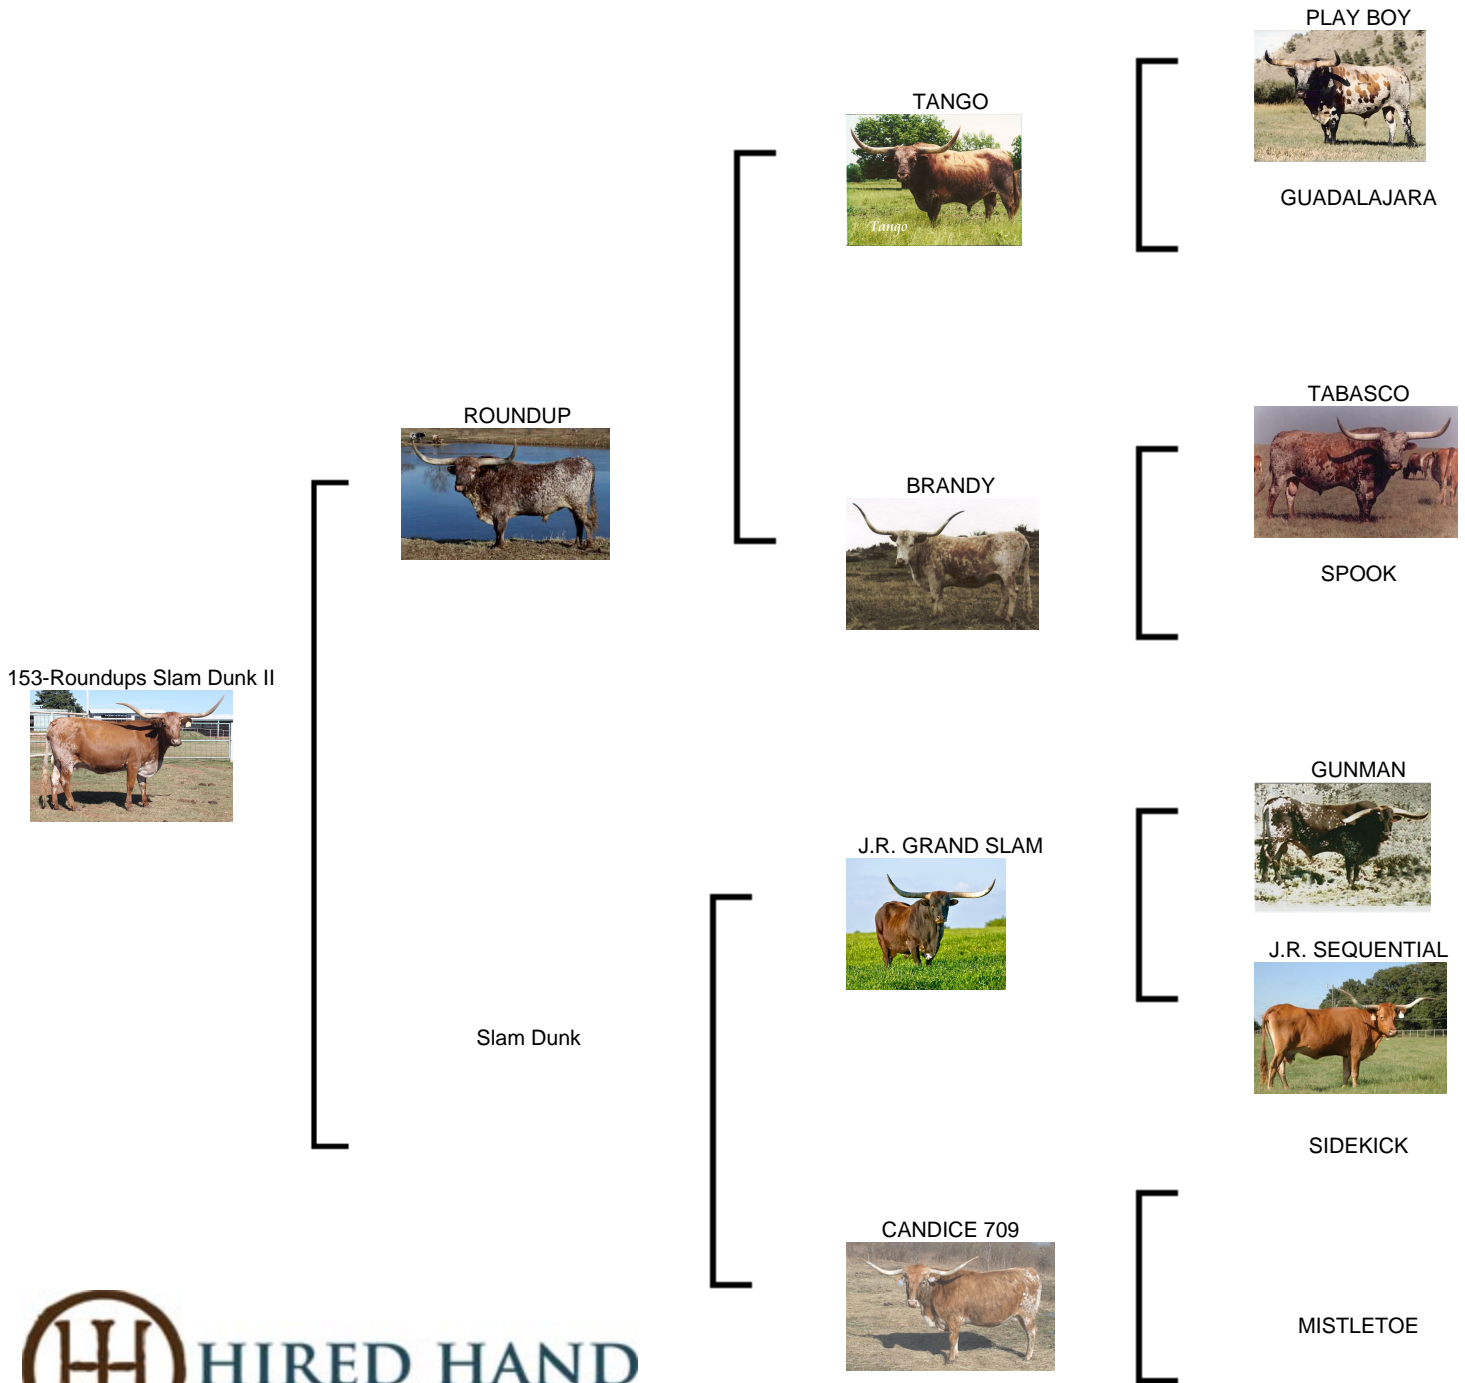 PLAY BOY
TANGO
Tango
GUADALAJARA
TABASCO
ROUNDUP
BRANDY
SPOOK
153-Roundups Slam Dunk II
GUNMAN
J.R. GRAND SLAM
J.R. SEQUENTIAL
Slam Dunk
SIDEKICK
CANDICE 709
MISTLETOE
HIRED HAND